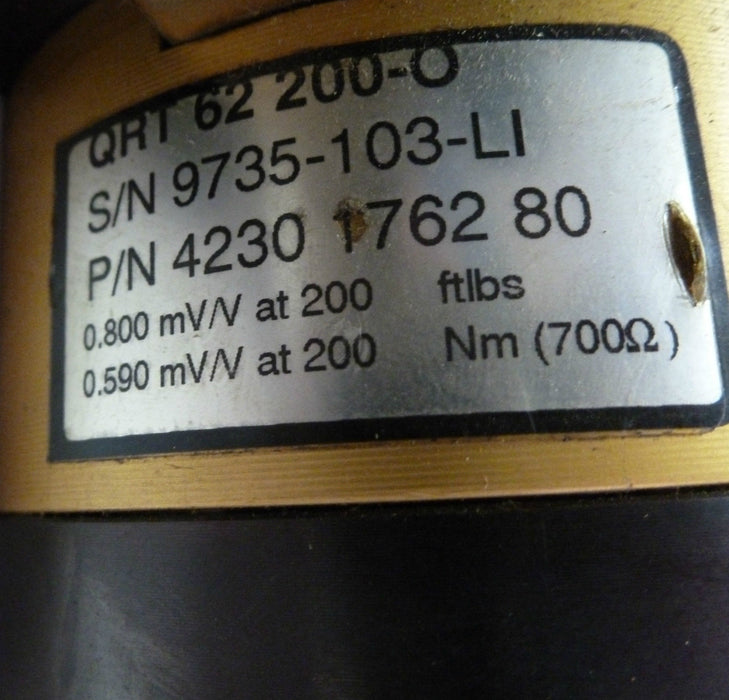 QRT 62 200-O
S/N 9735-103-LI
P/N 4230 1762 80
0.800 mV/V at 200 ftlbs
0.590 mV/V at 200 Nm (700Ω)